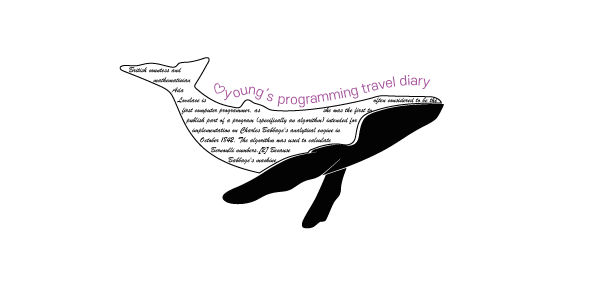 ♡young's programming travel diary
British countess and
mathematician
Ada
Lovelace is often considered to be the
first computer programmer, as she was the first to
publish part of a program (specifically an algorithm) intended for
implementation on Charles Babbage's analytical engine in
October 1842. The algorithm was used to calculate
Bernoulli numbers.[2] Because
Babbage's machine